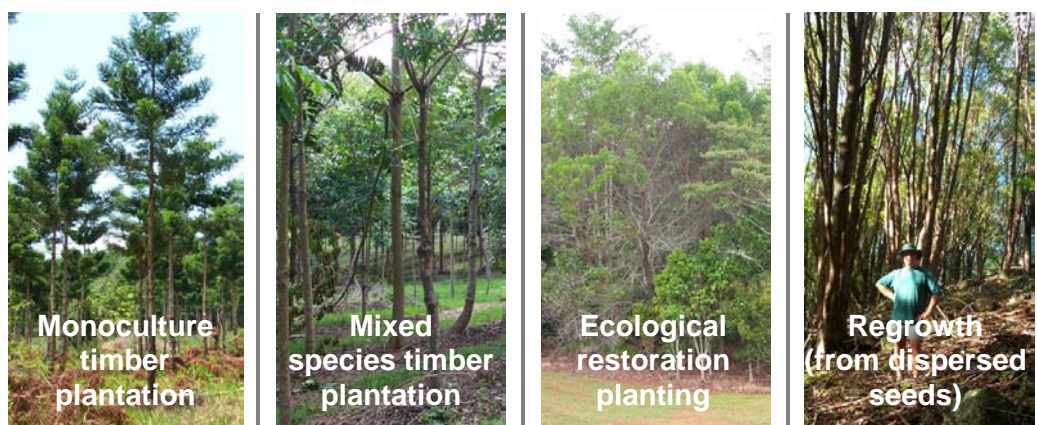 Monoculture
timber
plantation
Mixed
species timber
plantation
Ecological
restoration
planting
Regrowth
(from dispersed
seeds)